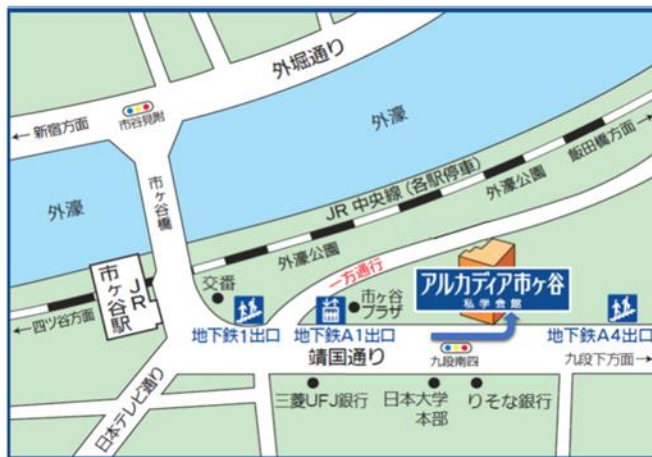 外堀通り
← 新宿方面
市谷見附
外濠
飯田橋方面 →
市ヶ谷橋
JR 中央線 (各駅停車)
外濠公園
外濠
外濠公園
JR
市ヶ谷駅
交番
一方通行
市ヶ谷
プラザ
アルカディア市ヶ谷
私学会館
← 四ツ谷方面
地下鉄1出口
地下鉄A1出口
地下鉄A4出口
靖国通り
九段南四
九段下方面 →
日本テレビ通り
三菱UFJ銀行
日本大学
本部
りそな銀行